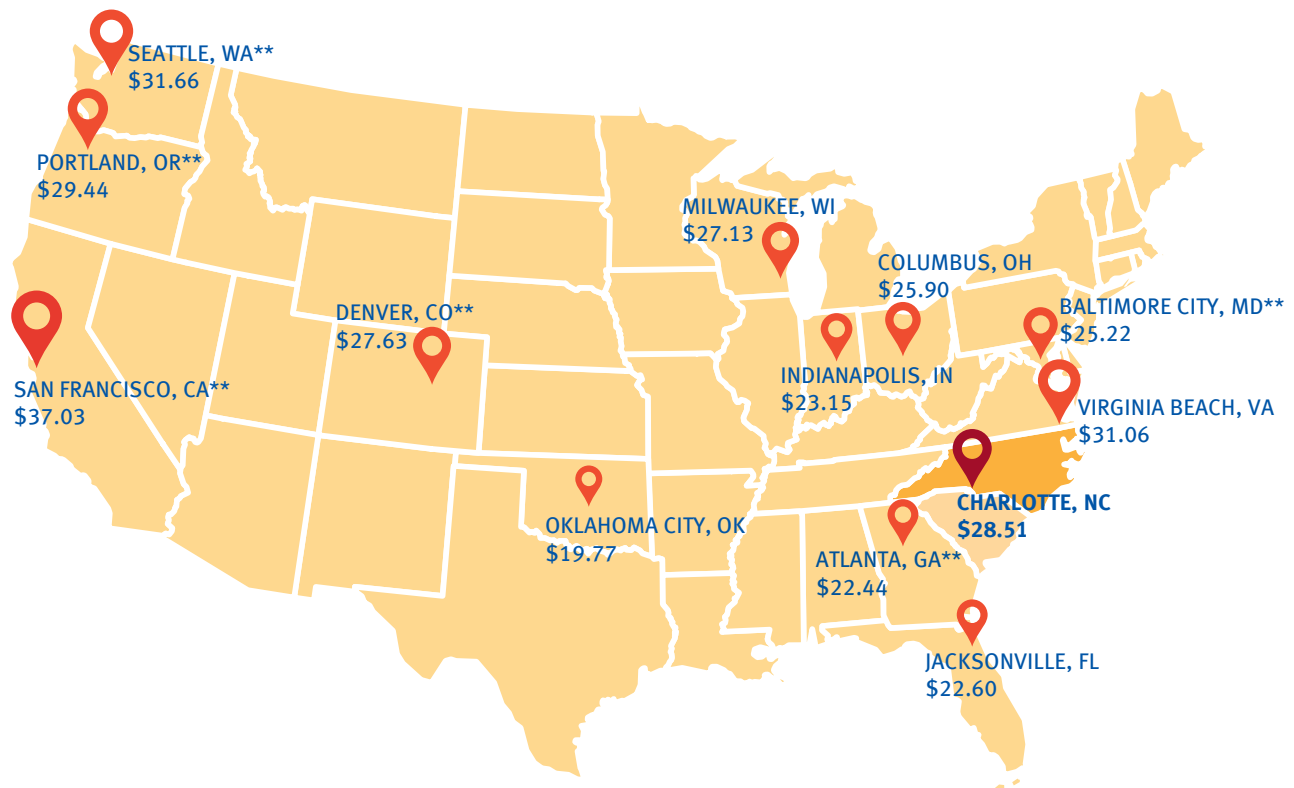 SEATTLE, WA**
$31.66
PORTLAND, OR**
$29.44
MILWAUKEE, WI
$27.13
COLUMBUS, OH
$25.90
DENVER, CO**
$27.63
BALTIMORE CITY, MD**
$25.22
SAN FRANCISCO, CA**
$37.03
INDIANAPOLIS, IN
$23.15
VIRGINIA BEACH, VA
$31.06
CHARLOTTE, NC
$28.51
OKLAHOMA CITY, OK
$19.77
ATLANTA, GA**
$22.44
JACKSONVILLE, FL
$22.60